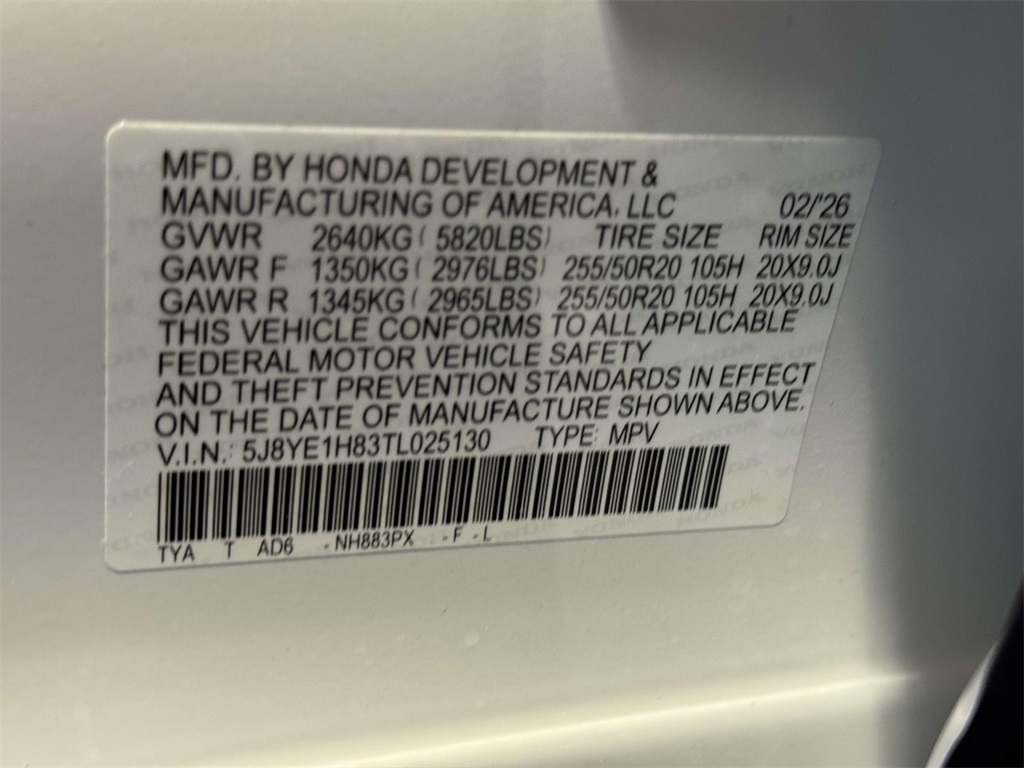 MFD. BY HONDA DEVELOPMENT &
MANUFACTURING OF AMERICA, LLC 02/'26
GVWR 2640KG ( 5820LBS) TIRE SIZE RIM SIZE
GAWR F 1350KG ( 2976LBS) 255/50R20 105H 20X9.0J
GAWR R 1345KG ( 2965LBS) 255/50R20 105H 20X9.0J
THIS VEHICLE CONFORMS TO ALL APPLICABLE
FEDERAL MOTOR VEHICLE SAFETY
AND THEFT PREVENTION STANDARDS IN EFFECT
ON THE DATE OF MANUFACTURE SHOWN ABOVE.
V.I.N.: 5J8YE1H83TL025130 TYPE: MPV
TYA T AD6 -NH883PX -F -L